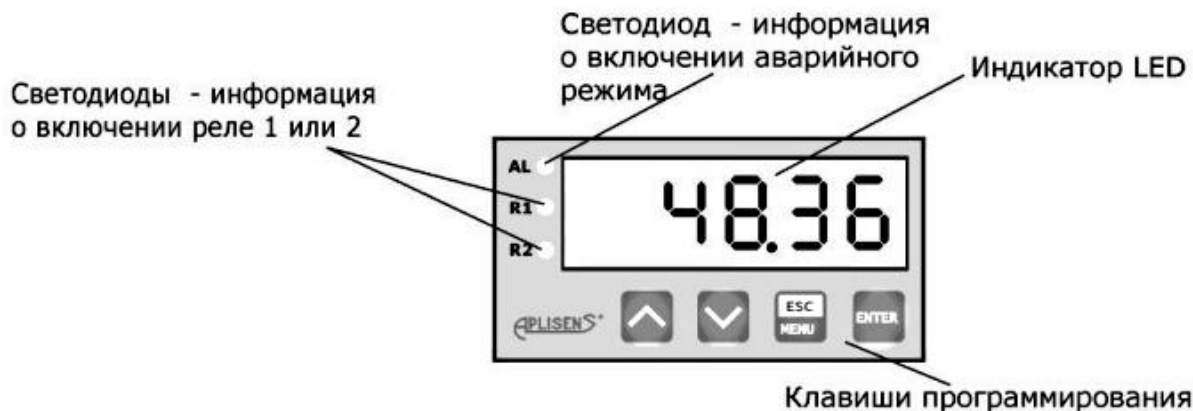 Светодиод - информация
о включении аварийного
режима
Индикатор LED
Светодиоды - информация
о включении реле 1 или 2
AL
R1
R2
48.36
APLISENS
ESC
MENU
ENTER
Клавиши программирования